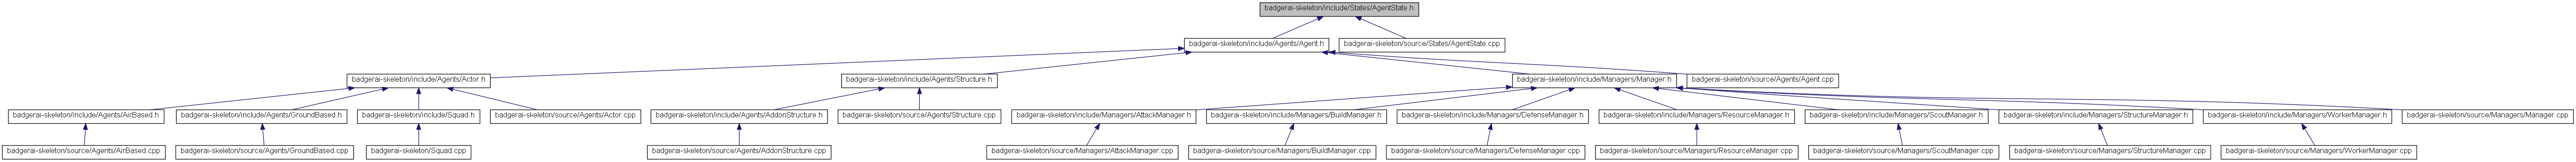 badgerai-skeleton/include/States/AgentState.h
badgerai-skeleton/include/Agents/Agent.h
badgerai-skeleton/source/States/AgentState.cpp
badgerai-skeleton/include/Agents/Actor.h
badgerai-skeleton/include/Agents/Structure.h
badgerai-skeleton/include/Managers/Manager.h
badgerai-skeleton/source/Agents/Agent.cpp
badgerai-skeleton/include/Agents/AirBased.h
badgerai-skeleton/include/Agents/GroundBased.h
badgerai-skeleton/include/Squad.h
badgerai-skeleton/source/Agents/Actor.cpp
badgerai-skeleton/include/Agents/AddonStructure.h
badgerai-skeleton/source/Agents/Structure.cpp
badgerai-skeleton/include/Managers/AttackManager.h
badgerai-skeleton/include/Managers/BuildManager.h
badgerai-skeleton/include/Managers/DefenseManager.h
badgerai-skeleton/include/Managers/ResourceManager.h
badgerai-skeleton/include/Managers/ScoutManager.h
badgerai-skeleton/include/Managers/StructureManager.h
badgerai-skeleton/include/Managers/WorkerManager.h
badgerai-skeleton/source/Managers/Manager.cpp
badgerai-skeleton/source/Agents/AirBased.cpp
badgerai-skeleton/source/Agents/GroundBased.cpp
badgerai-skeleton/Squad.cpp
badgerai-skeleton/source/Agents/AddonStructure.cpp
badgerai-skeleton/source/Managers/AttackManager.cpp
badgerai-skeleton/source/Managers/BuildManager.cpp
badgerai-skeleton/source/Managers/DefenseManager.cpp
badgerai-skeleton/source/Managers/ResourceManager.cpp
badgerai-skeleton/source/Managers/ScoutManager.cpp
badgerai-skeleton/source/Managers/StructureManager.cpp
badgerai-skeleton/source/Managers/WorkerManager.cpp